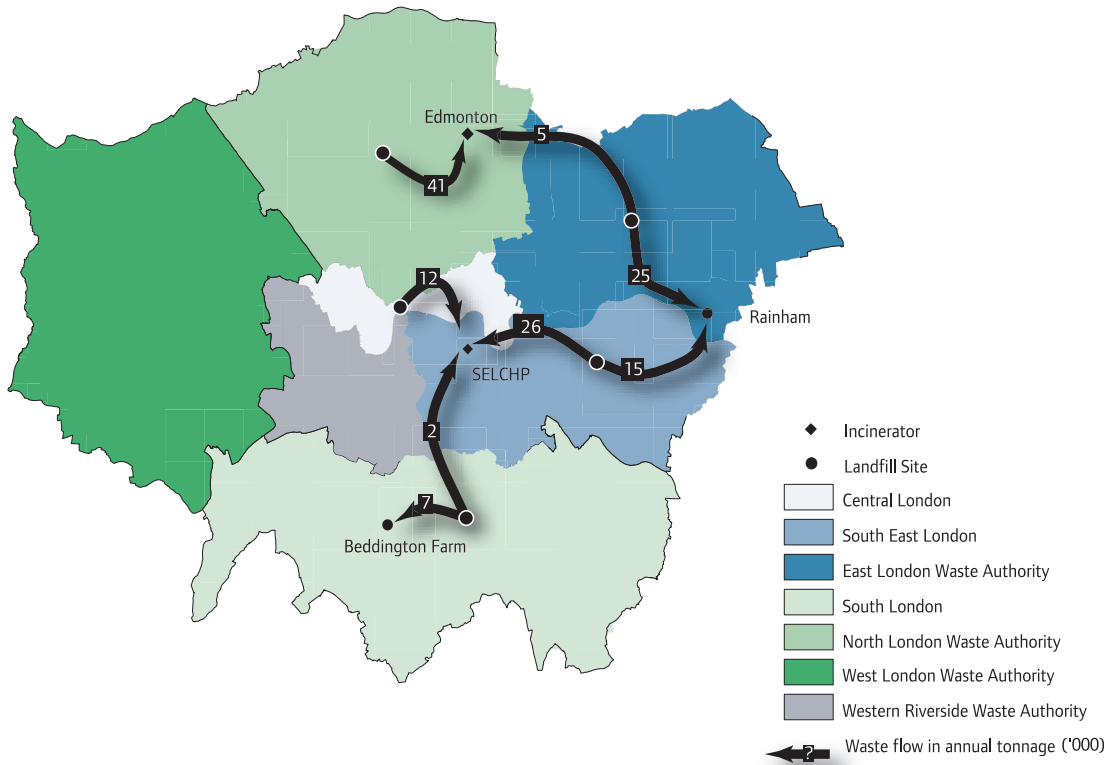 Edmonton
5
41
12
25
Rainham
26
SELCHP
15
2
7
Beddington Farm
Incinerator
Landfill Site
Central London
South East London
East London Waste Authority
South London
North London Waste Authority
West London Waste Authority
Western Riverside Waste Authority
? Waste flow in annual tonnage ('000)